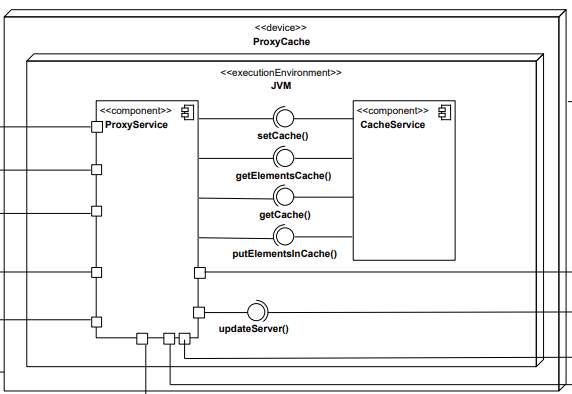 <<device>>
ProxyCache
<<executionEnvironment>>
JVM
<<component>>
ProxyService
<<component>>
CacheService
setCache()
getElementsCache()
getCache()
putElementsInCache()
updateServer()